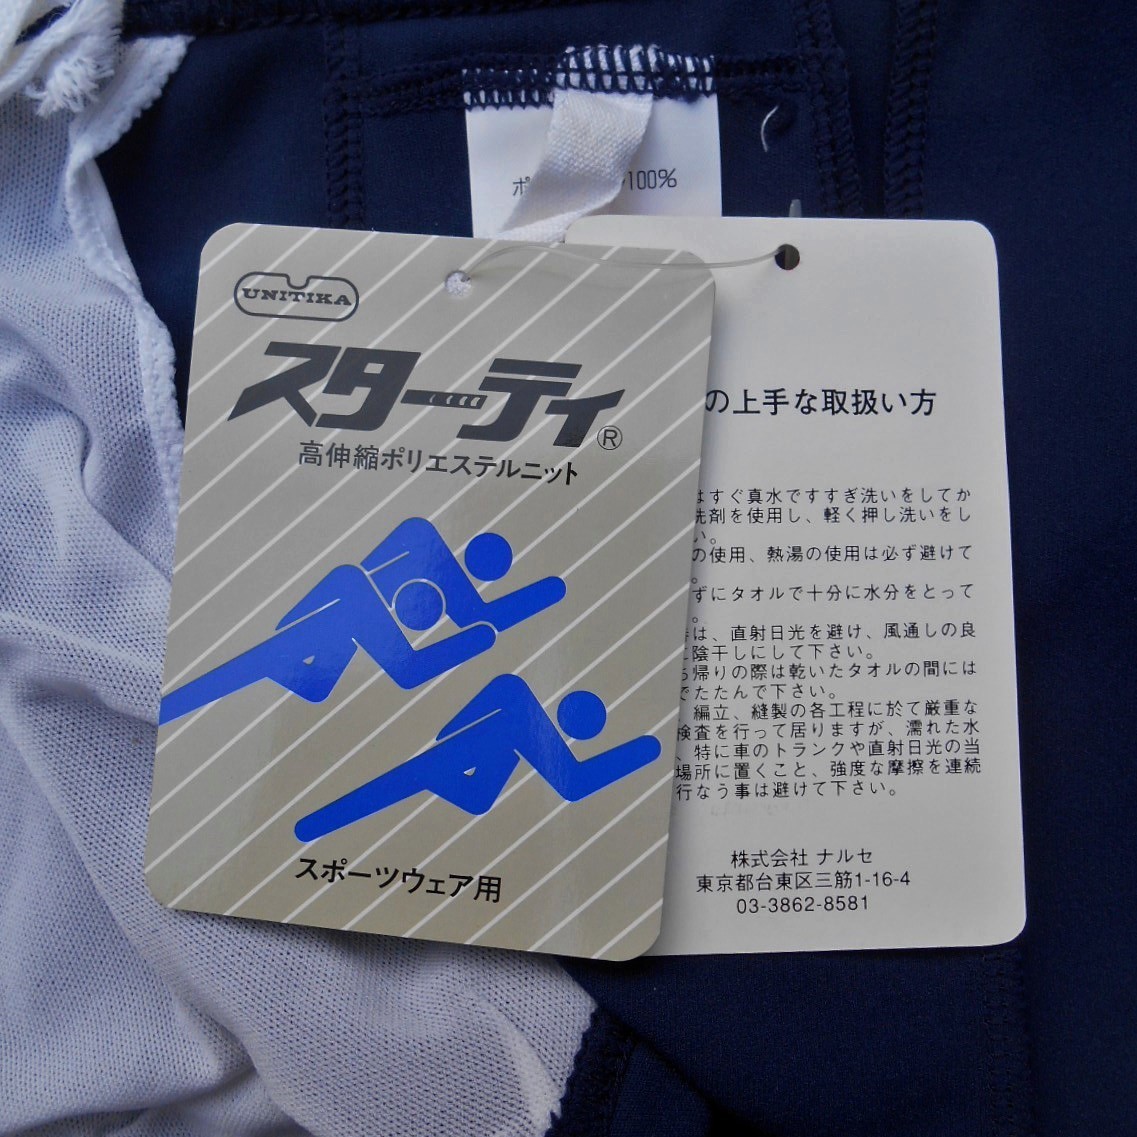 100%
UNITIKA
スターティ®
高伸縮ポリエステルニット
スポーツウェア用
の上手な取扱い方
はすぐ真水ですすぎ洗いをしてか
洗剤を使用し、軽く押し洗いをし
い。
の使用、熱湯の使用は必ず避けて
。
ずにタオルで十分に水分をとって
。
は、直射日光を避け、風通しの良
に陰干しにして下さい。
ち帰りの際は乾いたタオルの間には
でたたんで下さい。
編立、縫製の各工程に於て厳重な
検査を行って居りますが、濡れた水
、特に車のトランクや直射日光の当
場所に置くこと、強度な摩擦を連続
行なう事は避けて下さい。
株式会社 ナルセ
東京都台東区三筋1-16-4
03-3862-8581